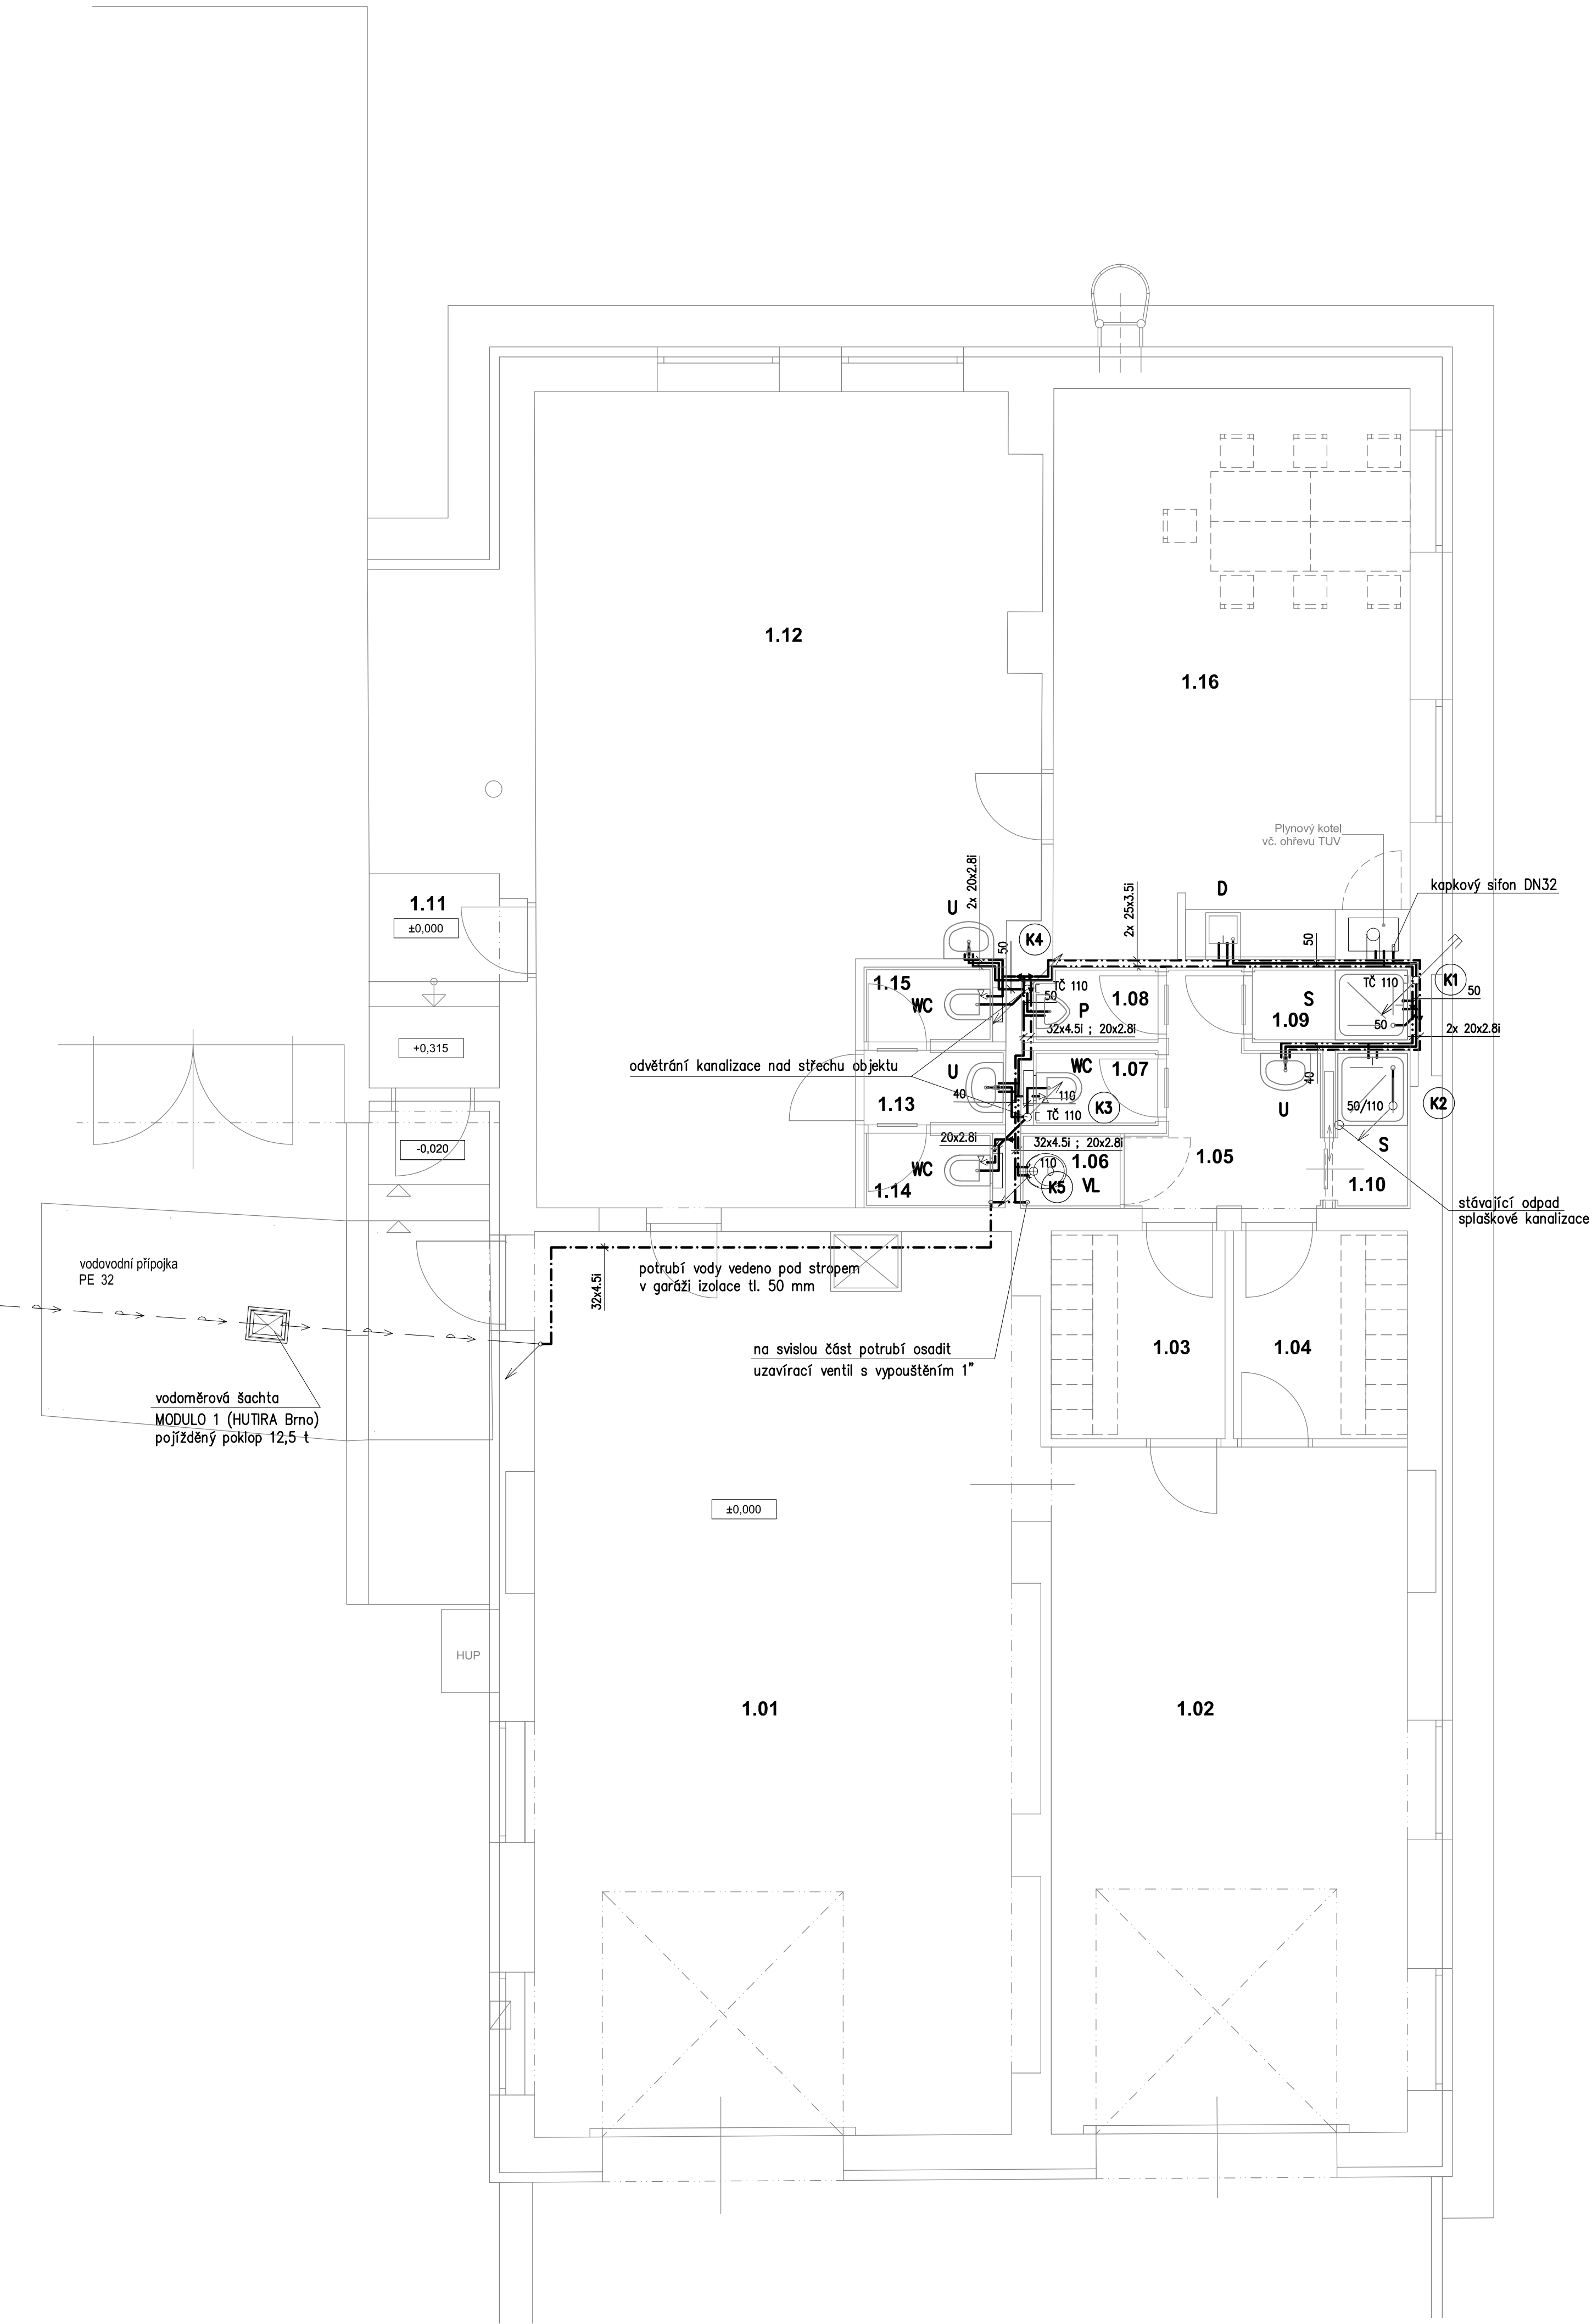 1.12
1.16
Plynový kotel
vč. ohřevu TUV
kapkový sifon DN32
D
2x 20x2.8i
2x 25x3.5i
U
50
K4
50
1.11
±0,000
1.15
WC
TČ 110
50
P
1.08
S
1.09
TČ 110
50
K1
50
32x4.5i ; 20x2.8i
2x 20x2.8i
+0,315
odvětrání kanalizace nad střechu objektu
U
40
1.13
WC
1.07
110
TČ 110
K3
40
U
50/110
K2
-0,020
20x2.8i
32x4.5i ; 20x2.8i
WC
1.14
110
1.06
K5
VL
1.05
S
1.10
stávající odpad
splaškové kanalizace
vodovodní přípojka
PE 32
32x4.5i
potrubí vody vedeno pod stropem
v garáži izolace tl. 50 mm
na svislou část potrubí osadit
uzavírací ventil s vypouštěním 1"
1.03
1.04
vodoměrová šachta
MODULO 1 (HUTIRA Brno)
pojížděný poklop 12,5 t
±0,000
HUP
1.01
1.02